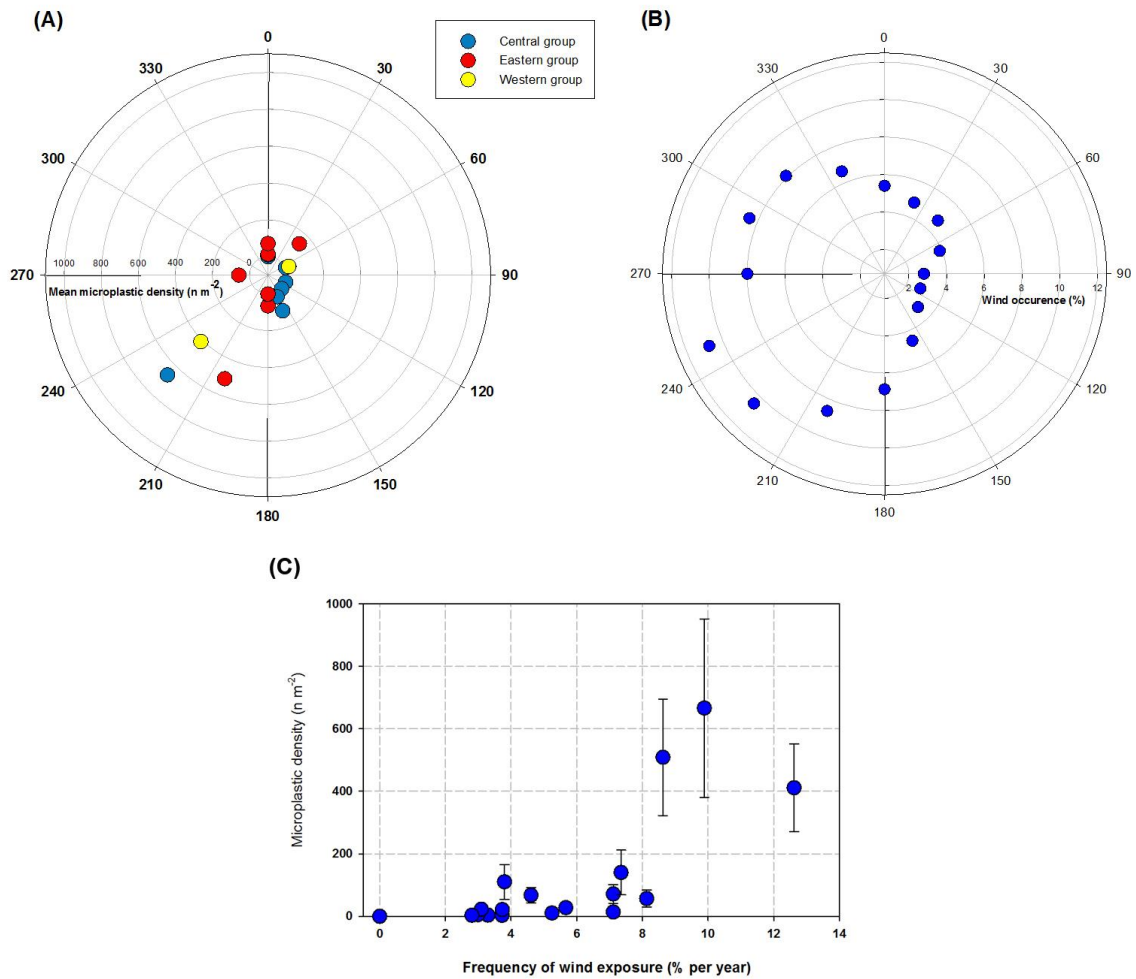 (A)
(B)
Central group
Eastern group
Western group
0
30
60
90
120
150
180
210
240
270
300
330
1000 800 600 400 200 0
Mean microplastic density (n m-2)
0
30
60
90
120
150
180
210
240
270
300
330
0 2 4 6 8 10 12
Wind occurence (%)
(C)
1000
800
600
400
200
0
Microplastic density (n m-2)
0 2 4 6 8 10 12 14
Frequency of wind exposure (% per year)